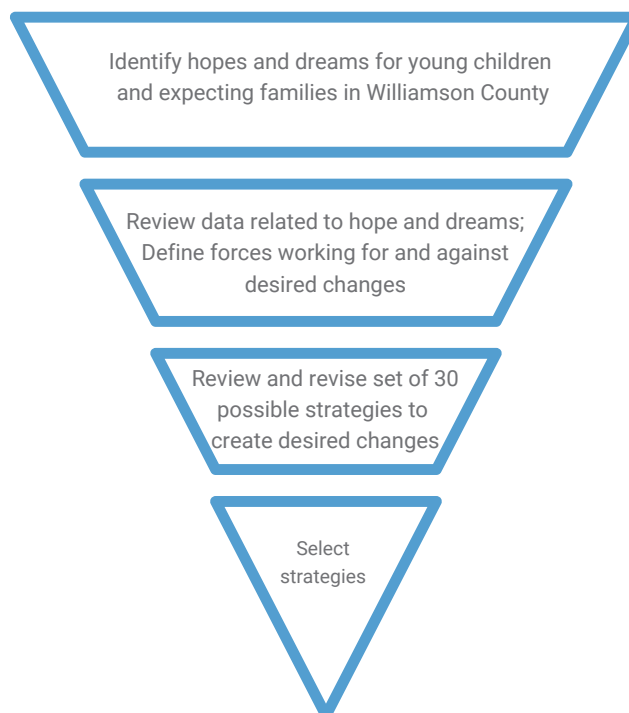 Identify hopes and dreams for young children
and expecting families in Williamson County
Review data related to hope and dreams;
Define forces working for and against
desired changes
Review and revise set of 30
possible strategies to
create desired changes
Select
strategies